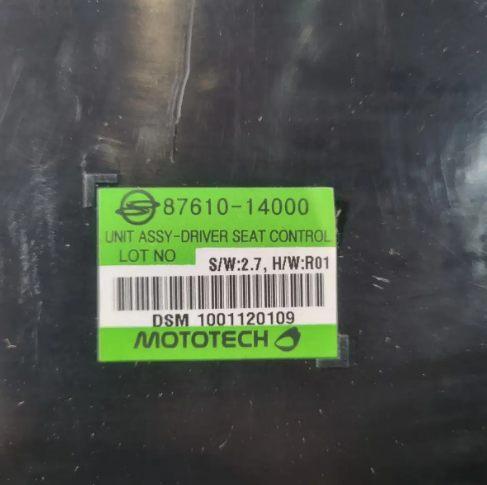 87610-14000
UNIT ASSY-DRIVER SEAT CONTROL
LOT NO
S/W:2.7, H/W:R01
DSM 1001120109
MOTOTECH